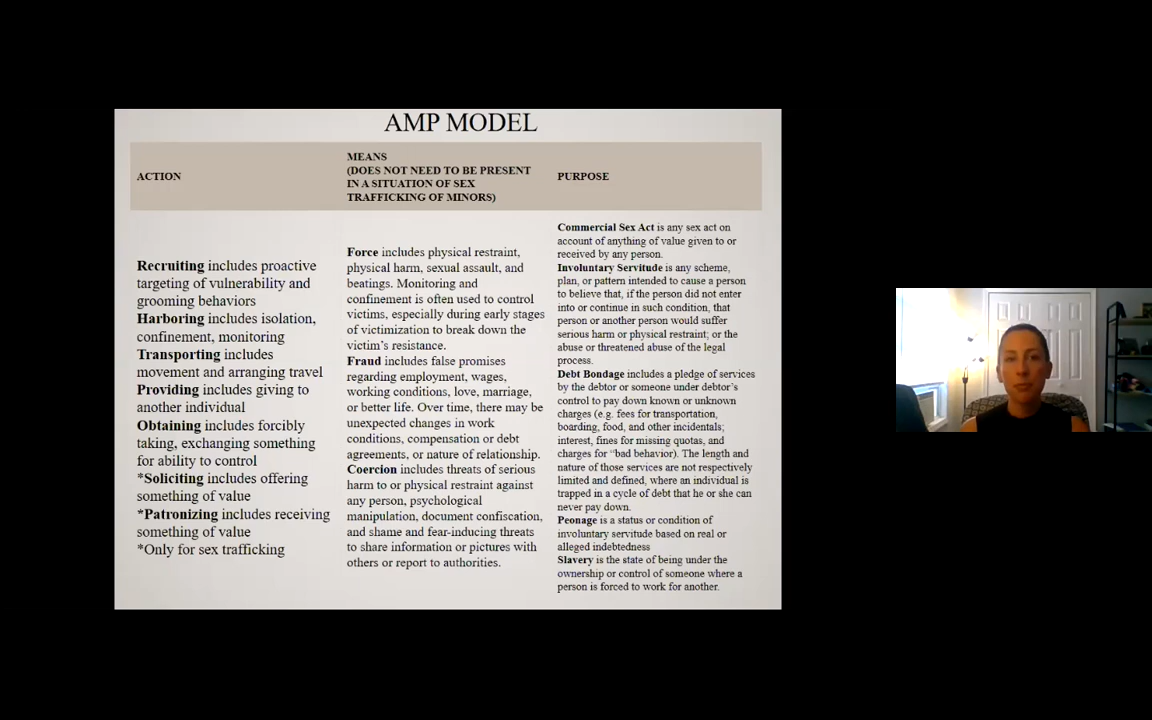 AMP MODEL
ACTION
MEANS
(DOES NOT NEED TO BE PRESENT
IN A SITUATION OF SEX
TRAFFICKING OF MINORS)
PURPOSE
Recruiting includes proactive
targeting of vulnerability and
grooming behaviors
Harboring includes isolation,
confinement, monitoring
Transporting includes
movement and arranging travel
Providing includes giving to
another individual
Obtaining includes forcibly
taking, exchanging something
for ability to control
*Soliciting includes offering
something of value
*Patronizing includes receiving
something of value
*Only for sex trafficking
Force includes physical restraint,
physical harm, sexual assault, and
beatings. Monitoring and
confinement is often used to control
victims, especially during early stages
of victimization to break down the
victim's resistance.
Fraud includes false promises
regarding employment, wages,
working conditions, love, marriage,
or better life. Over time, there may be
unexpected changes in work
conditions, compensation or debt
agreements, or nature of relationship.
Coercion includes threats of serious
harm to or physical restraint against
any person, psychological
manipulation, document confiscation,
and shame and fear-inducing threats
to share information or pictures with
others or report to authorities.
Commercial Sex Act is any sex act on
account of anything of value given to or
received by any person.
Involuntary Servitude is any scheme,
plan, or pattern intended to cause a person
to believe that, if the person did not enter
into or continue in such condition, that
person or another person would suffer
serious harm or physical restraint; or the
abuse or threatened abuse of the legal
process.
Debt Bondage includes a pledge of services
by the debtor or someone under debtor's
control to pay down known or unknown
charges (e.g. fees for transportation,
boarding, food, and other incidentals;
interest, fines for missing quotas, and
charges for "bad behavior). The length and
nature of those services are not respectively
limited and defined, where an individual is
trapped in a cycle of debt that he or she can
never pay down.
Peonage is a status or condition of
involuntary servitude based on real or
alleged indebtedness
Slavery is the state of being under the
ownership or control of someone where a
person is forced to work for another.